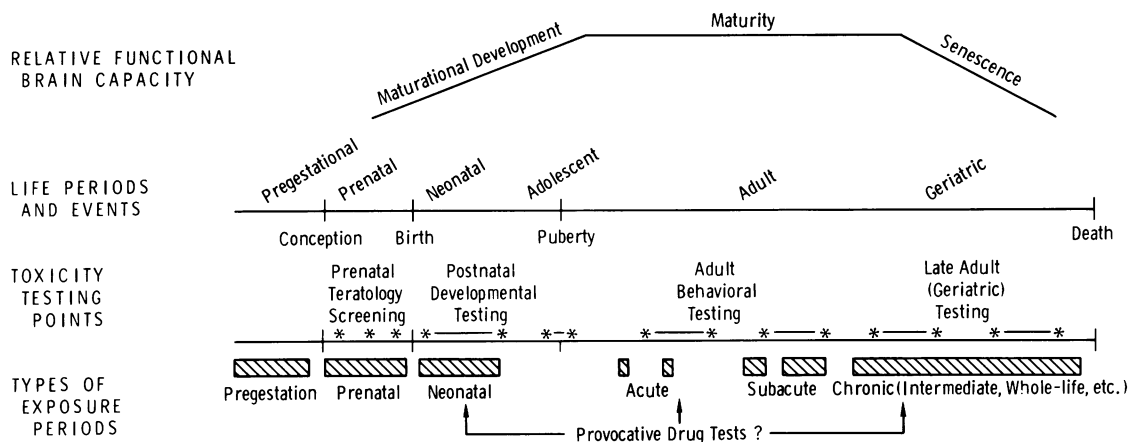 Maturity
Maturational Development
Senescence
RELATIVE FUNCTIONAL
BRAIN CAPACITY
Pregestational
Prenatal
Neonatal
Adolescent
Adult
Geriatric
LIFE PERIODS
AND EVENTS
Conception
Birth
Puberty
Death
TOXICITY
TESTING
POINTS
Prenatal
Teratology
Screening
Postnatal
Developmental
Testing
Adult
Behavioral
Testing
Late Adult
(Geriatric)
Testing
* * * * * * * * * * * * * * *
TYPES OF
EXPOSURE
PERIODS
Pregestation
Prenatal
Neonatal
Acute
Subacute
Chronic (Intermediate, Whole-life, etc.)
Provocative Drug Tests ?